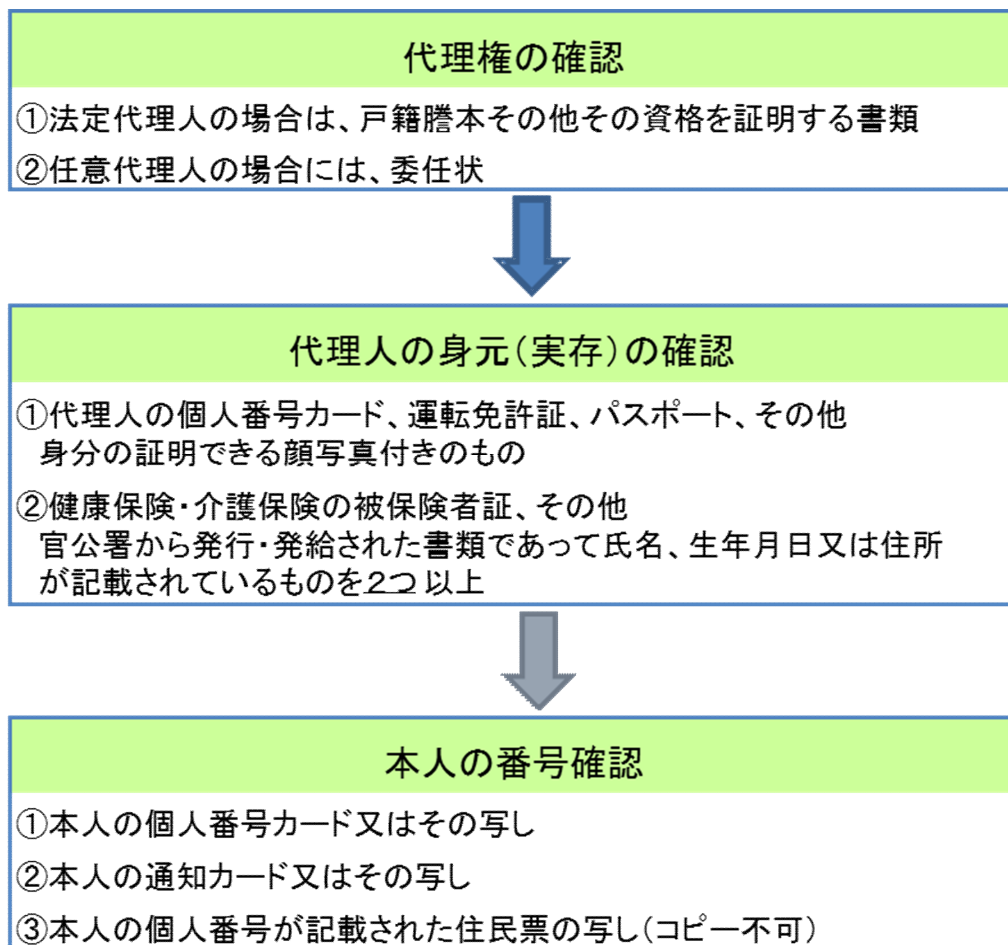 代理権の確認
①法定代理人の場合は、戸籍謄本その他その資格を証明する書類
②任意代理人の場合には、委任状
代理人の身元(実存)の確認
①代理人の個人番号カード、運転免許証、パスポート、その他
身分の証明できる顔写真付きのもの
②健康保険・介護保険の被保険者証、その他
官公署から発行・発給された書類であって氏名、生年月日又は住所
が記載されているものを2つ以上
本人の番号確認
①本人の個人番号カード又はその写し
②本人の通知カード又はその写し
③本人の個人番号が記載された住民票の写し(コピー不可)